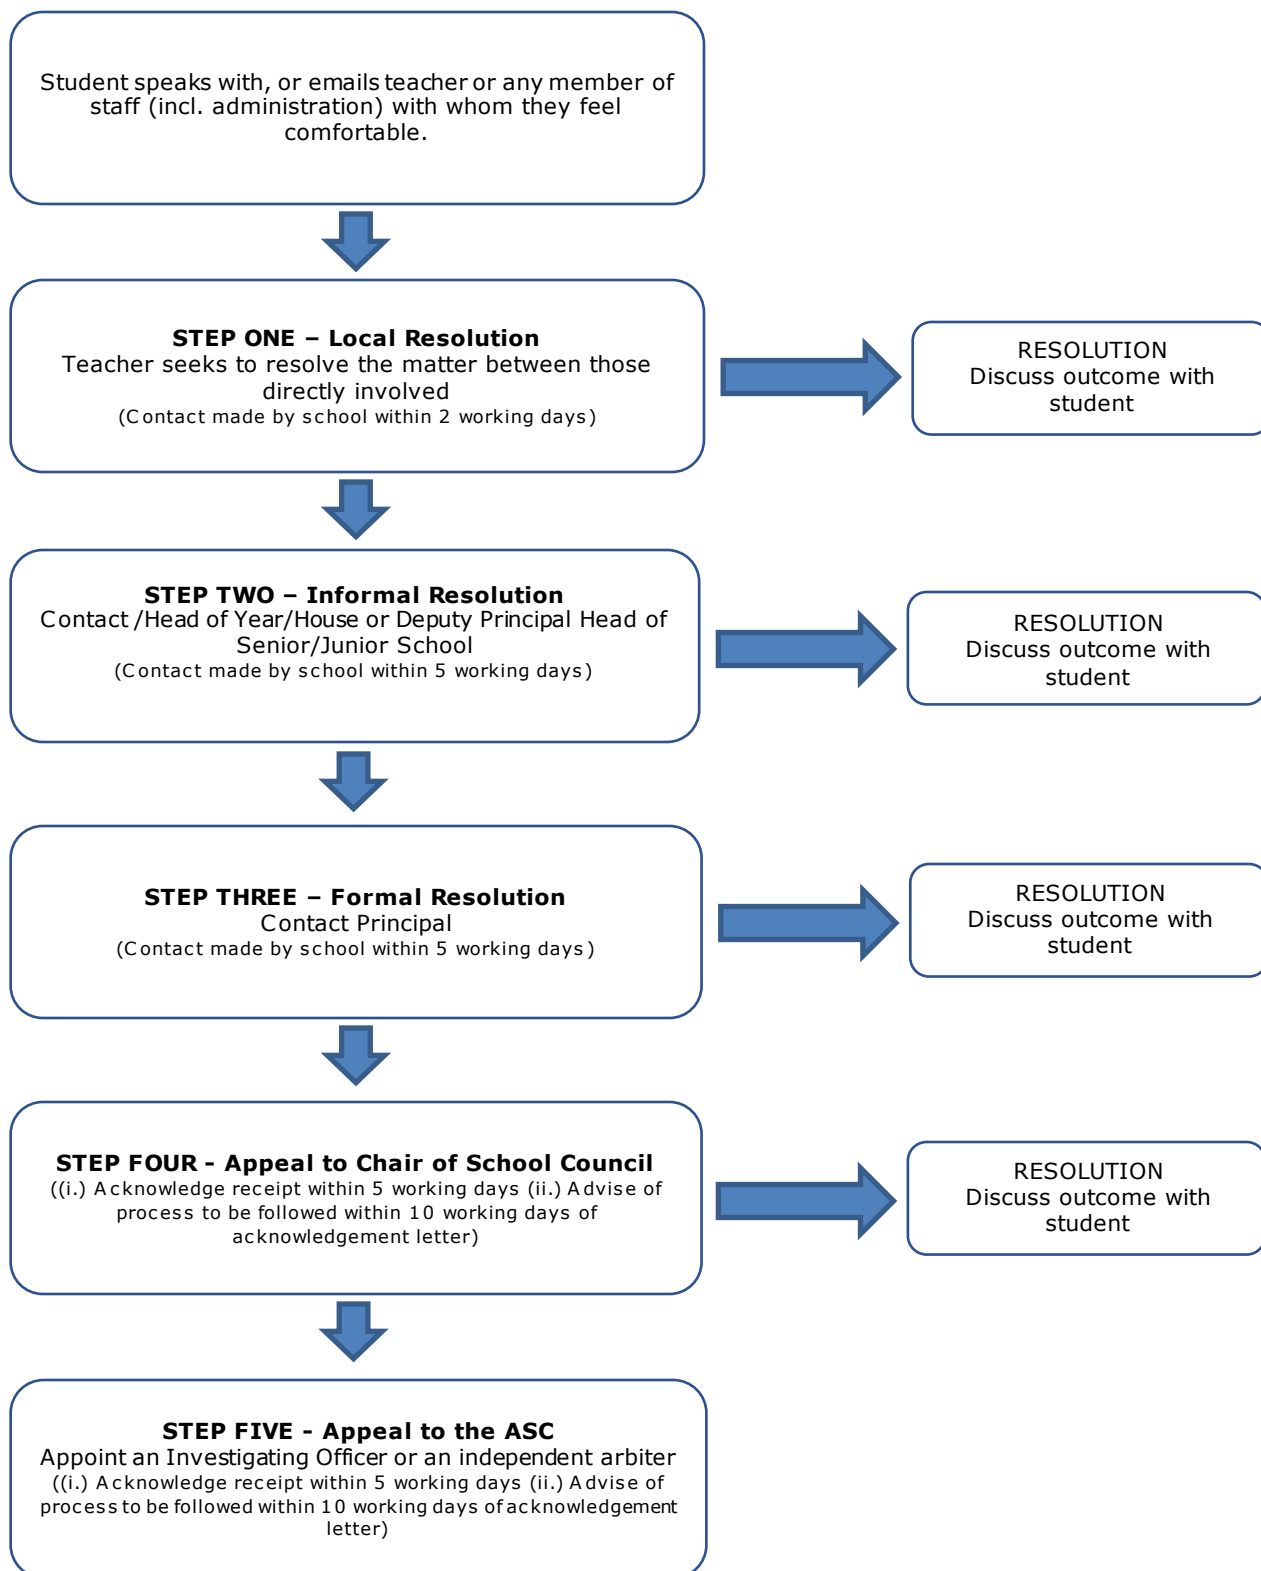 Student speaks with, or emails teacher or any member of
staff (incl. administration) with whom they feel
comfortable.
STEP ONE – Local Resolution
Teacher seeks to resolve the matter between those
directly involved
(Contact made by school within 2 working days)
RESOLUTION
Discuss outcome with
student
STEP TWO – Informal Resolution
Contact /Head of Year/House or Deputy Principal Head of
Senior/Junior School
(Contact made by school within 5 working days)
RESOLUTION
Discuss outcome with
student
STEP THREE – Formal Resolution
Contact Principal
(Contact made by school within 5 working days)
RESOLUTION
Discuss outcome with
student
STEP FOUR - Appeal to Chair of School Council
((i.) Acknowledge receipt within 5 working days (ii.) Advise of
process to be followed within 10 working days of
acknowledgement letter)
RESOLUTION
Discuss outcome with
student
STEP FIVE - Appeal to the ASC
Appoint an Investigating Officer or an independent arbiter
((i.) Acknowledge receipt within 5 working days (ii.) Advise of
process to be followed within 10 working days of acknowledgement
letter)